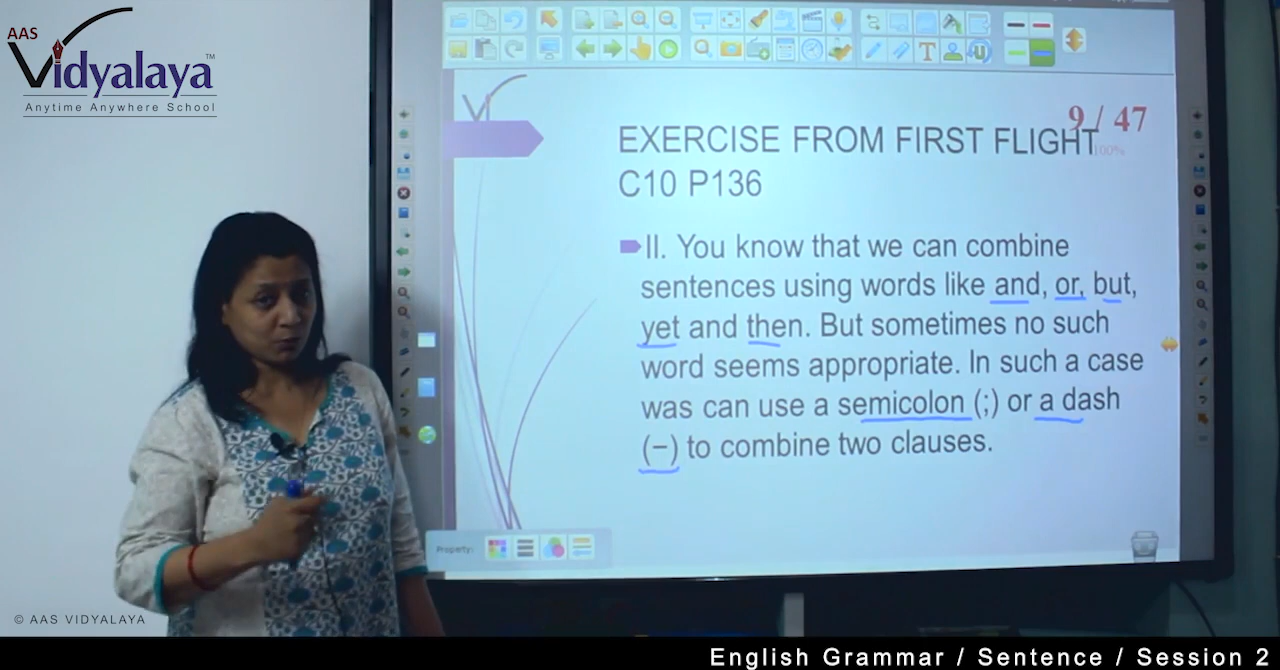 AAS
Vidyalaya™
Anytime Anywhere School
9 / 47
100%
EXERCISE FROM FIRST FLIGHT
C10 P136
II. You know that we can combine
sentences using words like and, or, but,
yet and then. But sometimes no such
word seems appropriate. In such a case
was can use a semicolon (;) or a dash
(−) to combine two clauses.
Property:
© AAS VIDYALAYA
English Grammar / Sentence / Session 2